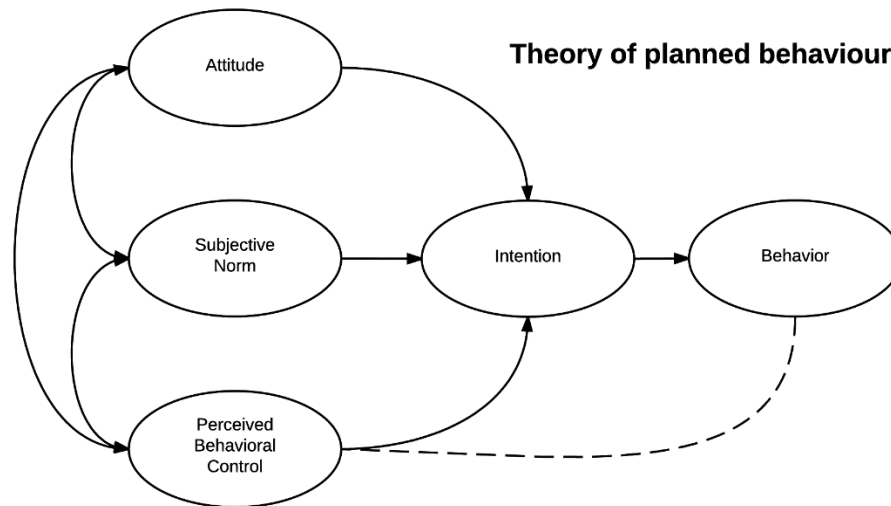 Theory of planned behaviour
Attitude
Subjective
Norm
Intention
Behavior
Perceived
Behavioral
Control